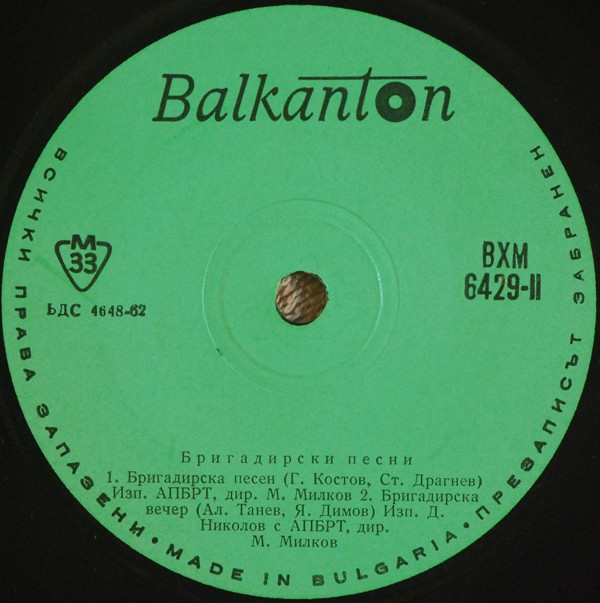 Balkanton
ВСИЧКИ ПРАВА ЗАПАЗЕНИ • MADE IN BULGARIA • ПРЕЗАПИСЪТ ЗАБРАНЕН
М
33
БДС 4648-62
ВХМ
6429-II
Бригадирски песни
1. Бригадирска песен (Г. Костов, Ст. Драгнев)
Изп. АПБРТ, дир. М. Милков 2. Бригадирска
вечер (Ал. Танев, Я. Димов) Изп. Д.
Николов с АПБРТ, дир.
М. Милков